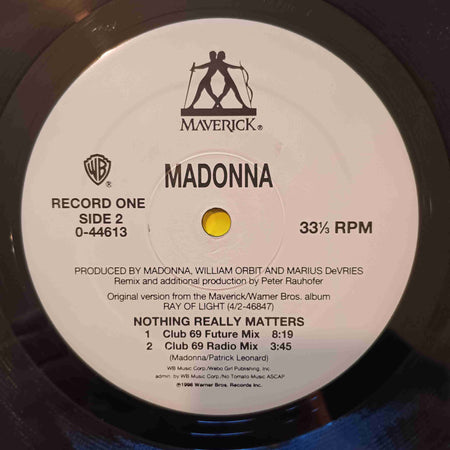 MAVERICK®
WB®
MADONNA
RECORD ONE
SIDE 2
0-44613
33⅓ RPM
PRODUCED BY MADONNA, WILLIAM ORBIT AND MARIUS DeVRIES
Remix and additional production by Peter Rauhofer
Original version from the Maverick/Warner Bros. album
RAY OF LIGHT (4/2-46847)
NOTHING REALLY MATTERS
1 Club 69 Future Mix 8:19
2 Club 69 Radio Mix 3:45
(Madonna/Patrick Leonard)
WB Music Corp./Webo Girl Publishing, Inc.
admin. by WB Music Corp./No Tomato Music ASCAP
℗1998 Warner Bros. Records Inc.